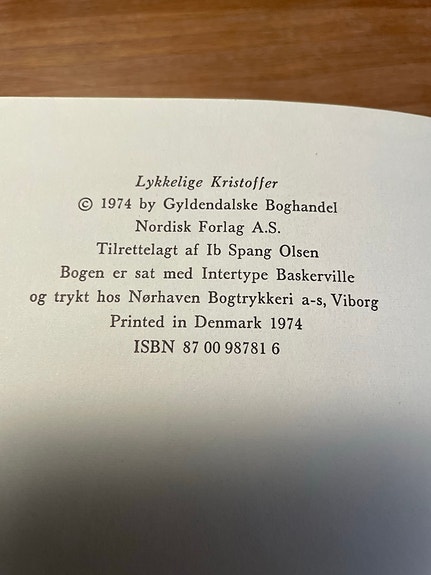 Lykkelige Kristoffer
© 1974 by Gyldendalske Boghandel
Nordisk Forlag A.S.
Tilrettelagt af Ib Spang Olsen
Bogen er sat med Intertype Baskerville
og trykt hos Nørhaven Bogtrykkeri a-s, Viborg
Printed in Denmark 1974
ISBN 87 00 98781 6